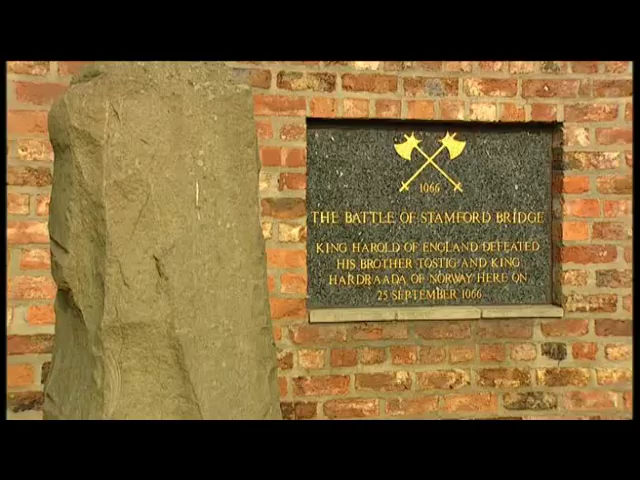 1066
THE BATTLE OF STAMFORD BRIDGE
KING HAROLD OF ENGLAND DEFEATED
HIS BROTHER TOSTIG AND KING
HARDRAADA OF NORWAY HERE ON
25 SEPTEMBER 1066